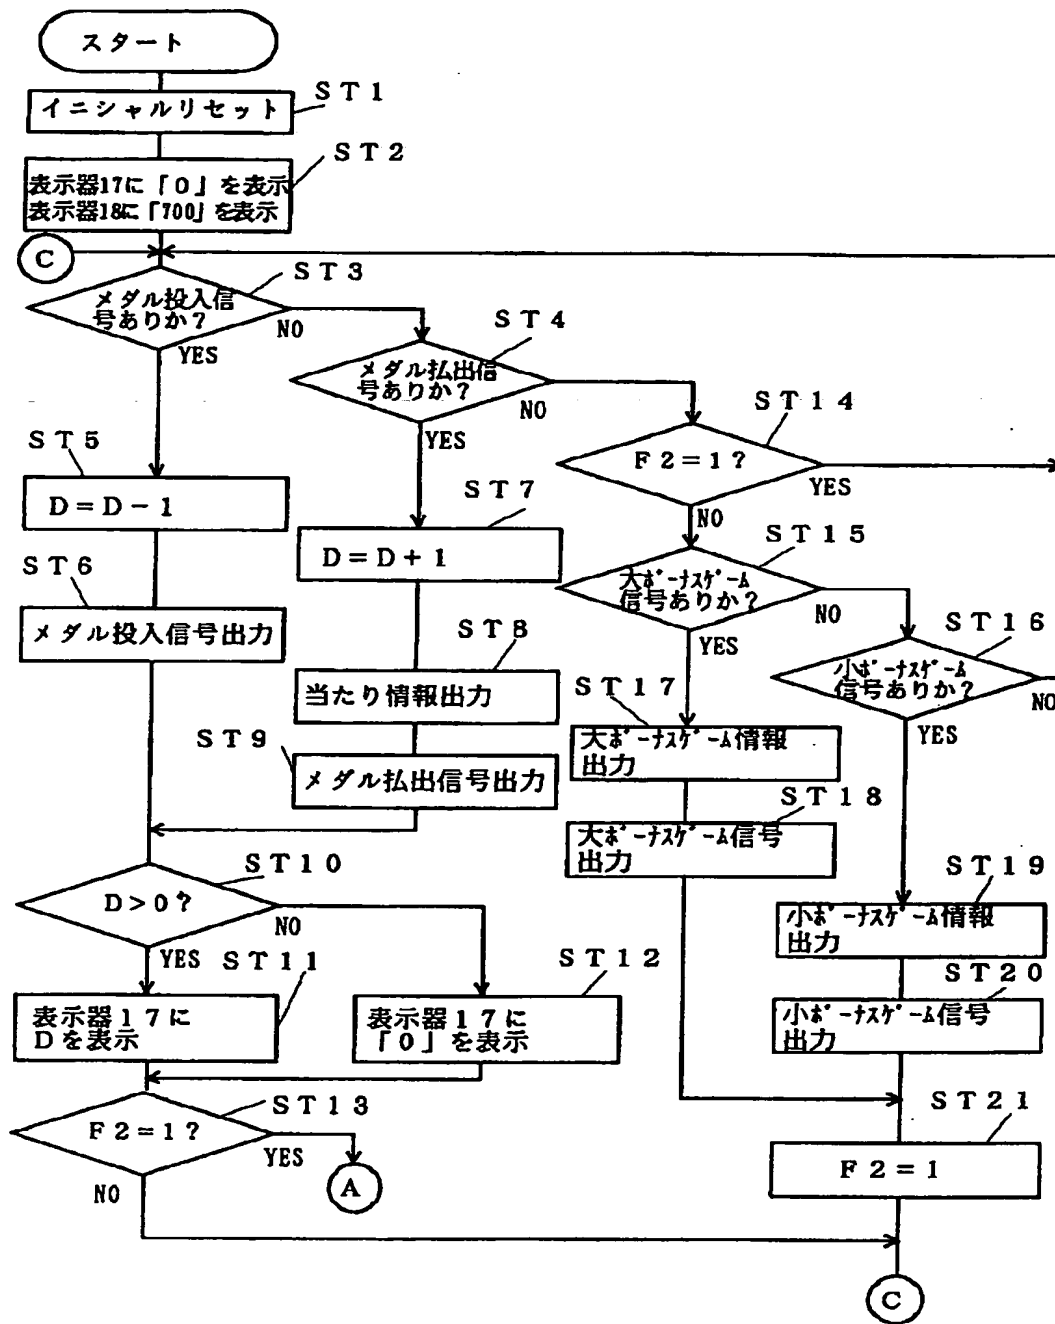 スタート
ST1
イニシャルリセット
ST2
表示器17に「0」を表示
表示器18に「700」を表示
C
ST3
メダル投入信
号ありか?
NO
YES
ST4
メダル払出信
号ありか?
NO
YES
ST14
F2=1?
YES
NO
ST5
D=D-1
ST7
D=D+1
ST15
大ボーナスゲーム
信号ありか?
NO
YES
ST6
メダル投入信号出力
ST8
当たり情報出力
ST16
小ボーナスゲーム
信号ありか?
NO
YES
ST17
大ボーナスゲーム情報
出力
ST9
メダル払出信号出力
ST18
大ボーナスゲーム信号
出力
ST10
D>0?
NO
YES
ST19
小ボーナスゲーム情報
出力
ST11
表示器17に
Dを表示
ST12
表示器17に
「0」を表示
ST20
小ボーナスゲーム信号
出力
ST13
F2=1?
YES
NO
A
ST21
F2=1
C